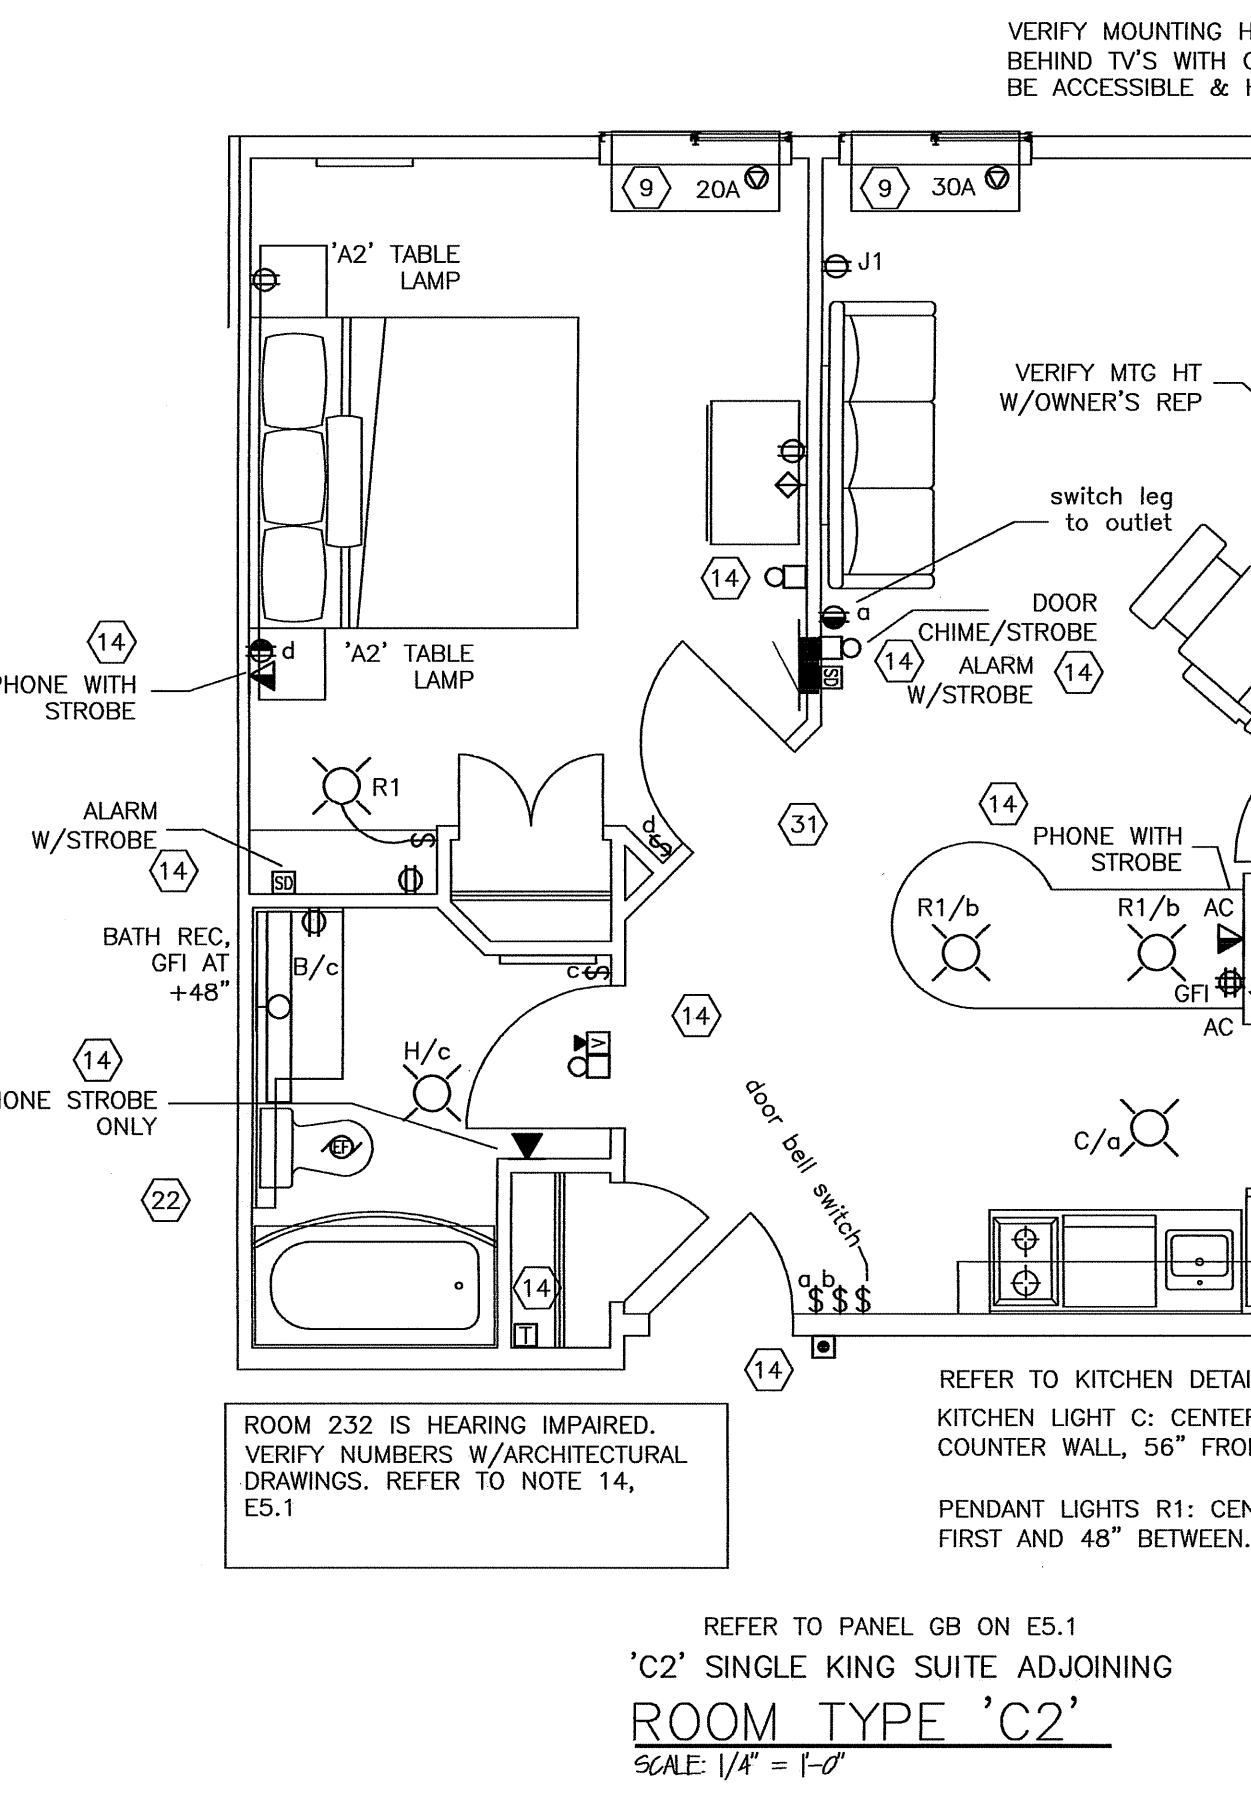 VERIFY MOUNTING H
BEHIND TV'S WITH
BE ACCESSIBLE &
9 20A
9 30A
'A2' TABLE
LAMP
J1
VERIFY MTG HT
W/OWNER'S REP
switch leg
to outlet
14
a
DOOR
CHIME/STROBE
14
ALARM
W/STROBE
14
SD
14
PHONE WITH
STROBE
d
'A2' TABLE
LAMP
R1
ALARM
W/STROBE
14
SD
$
d
$
31
14
PHONE WITH
STROBE
R1/b
R1/b
AC
GFI
AC
BATH REC,
GFI AT
+48"
B/c
c
$
14
V
14
H/c
PHONE STROBE
ONLY
door bell switch
C/a
EF
22
14
T
a b
$ $ $
14
ROOM 232 IS HEARING IMPAIRED.
VERIFY NUMBERS W/ARCHITECTURAL
DRAWINGS. REFER TO NOTE 14,
E5.1
REFER TO KITCHEN DETAI
KITCHEN LIGHT C: CENTER
COUNTER WALL, 56" FROM
PENDANT LIGHTS R1: CEN
FIRST AND 48" BETWEEN.
REFER TO PANEL GB ON E5.1
'C2' SINGLE KING SUITE ADJOINING
ROOM TYPE 'C2'
SCALE: 1/4" = 1'-0"